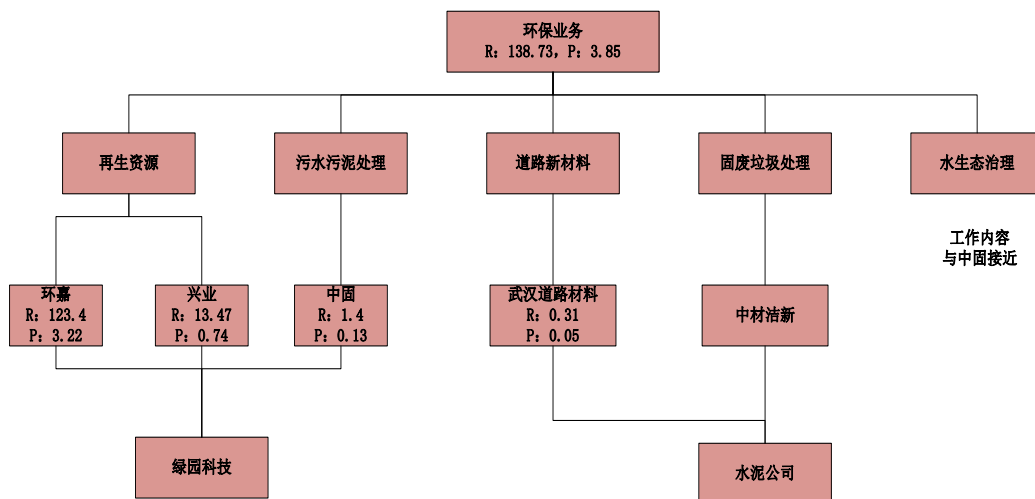 环保业务
R: 138.73, P: 3.85
再生资源
污水污泥处理
道路新材料
固废垃圾处理
水生态治理
工作内容
与中固接近
环嘉
R: 123.4
P: 3.22
兴业
R: 13.47
P: 0.74
中固
R: 1.4
P: 0.13
武汉道路材料
R: 0.31
P: 0.05
中材洁新
绿园科技
水泥公司